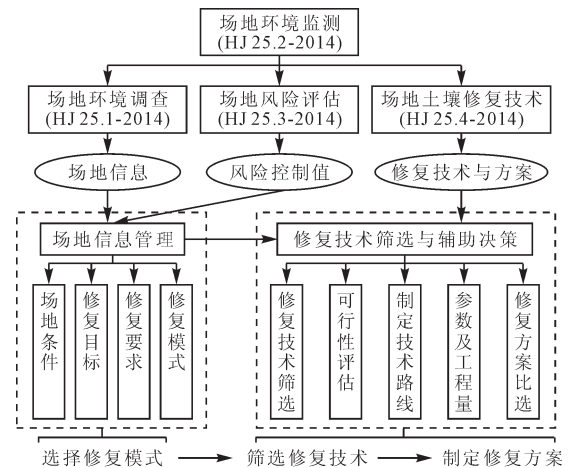 场地环境监测
(HJ 25.2-2014)
场地环境调查
(HJ 25.1-2014)
场地风险评估
(HJ 25.3-2014)
场地土壤修复技术
(HJ 25.4-2014)
场地信息
风险控制值
修复技术与方案
场地信息管理
修复技术筛选与辅助决策
场地条件
修复目标
修复要求
修复模式
修复技术筛选
可行性评估
制定技术路线
参数及工程量
修复方案比选
选择修复模式
筛选修复技术
制定修复方案